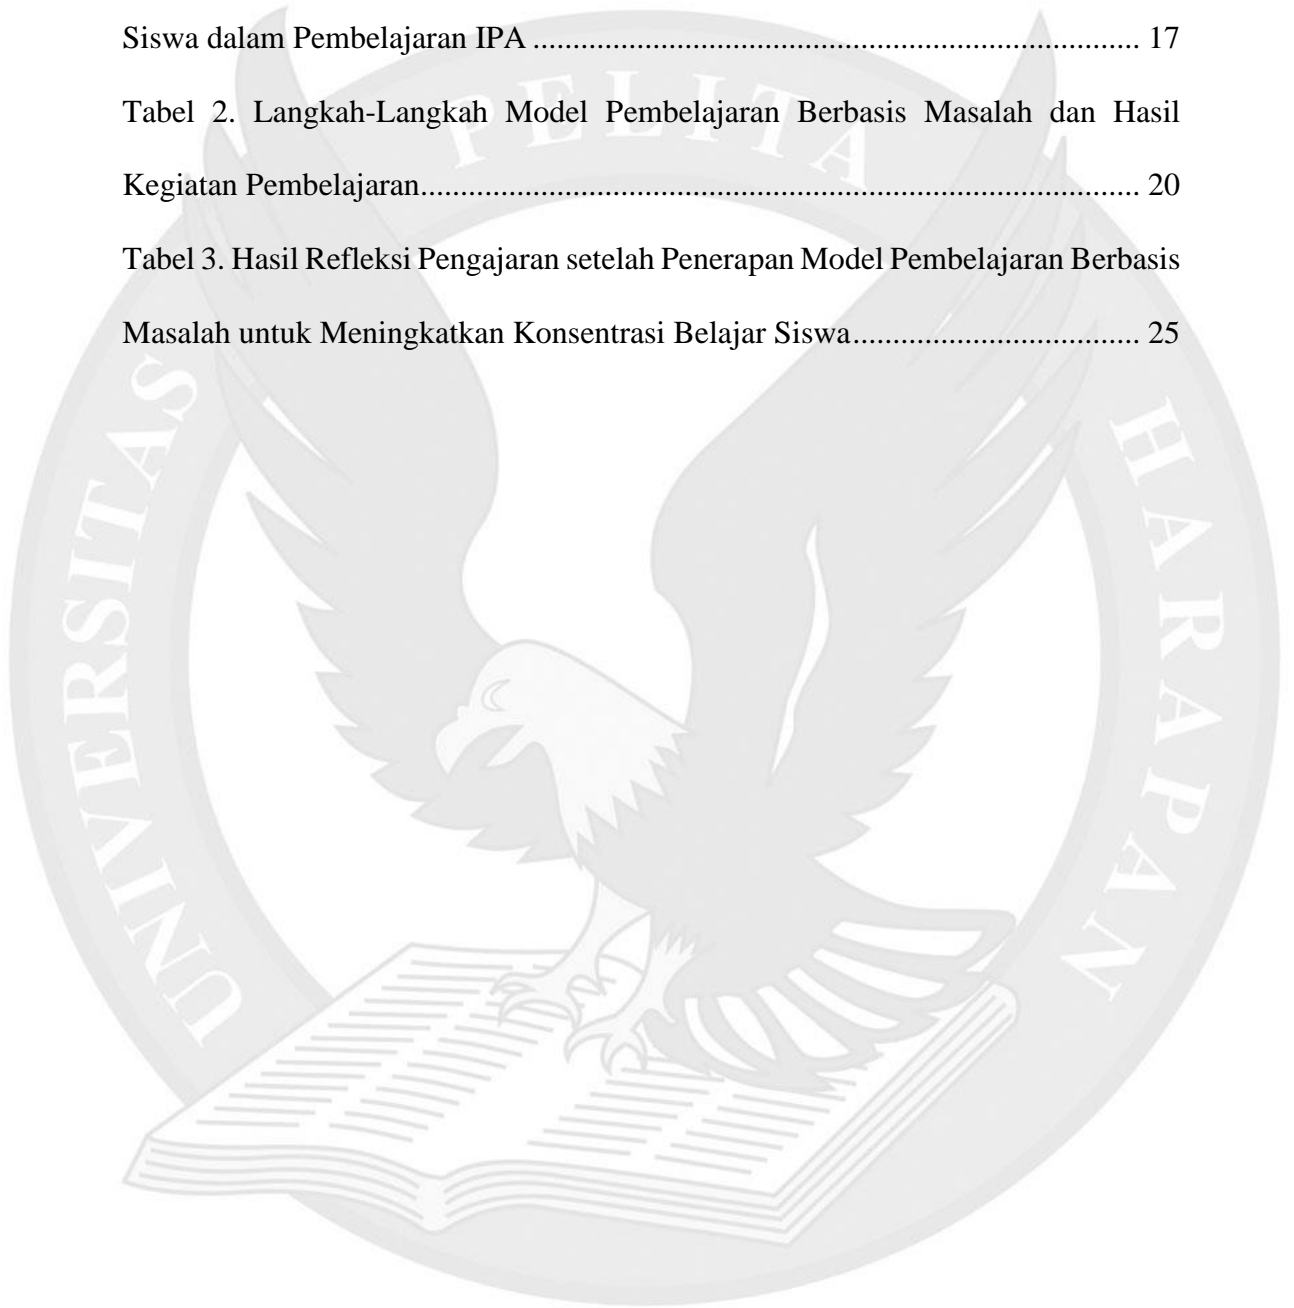 Siswa dalam Pembelajaran IPA ............................................................................. 17
Tabel 2. Langkah-Langkah Model Pembelajaran Berbasis Masalah dan Hasil
Kegiatan Pembelajaran........................................................................................... 20
Tabel 3. Hasil Refleksi Pengajaran setelah Penerapan Model Pembelajaran Berbasis
Masalah untuk Meningkatkan Konsentrasi Belajar Siswa.................................... 25
UNIVERSITAS
PELITA
HARAPAN